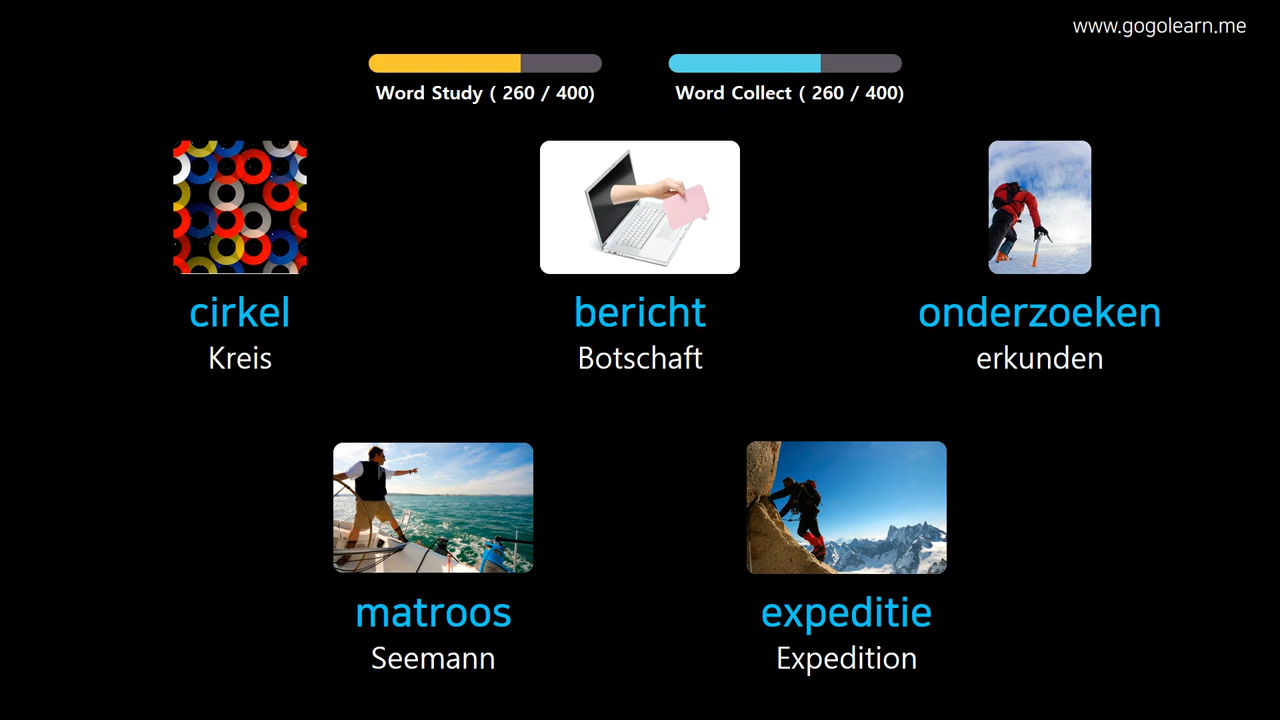 www.gogolearn.me
Word Study ( 260 / 400)
Word Collect ( 260 / 400)
cirkel
Kreis
bericht
Botschaft
onderzoeken
erkunden
matroos
Seemann
expeditie
Expedition